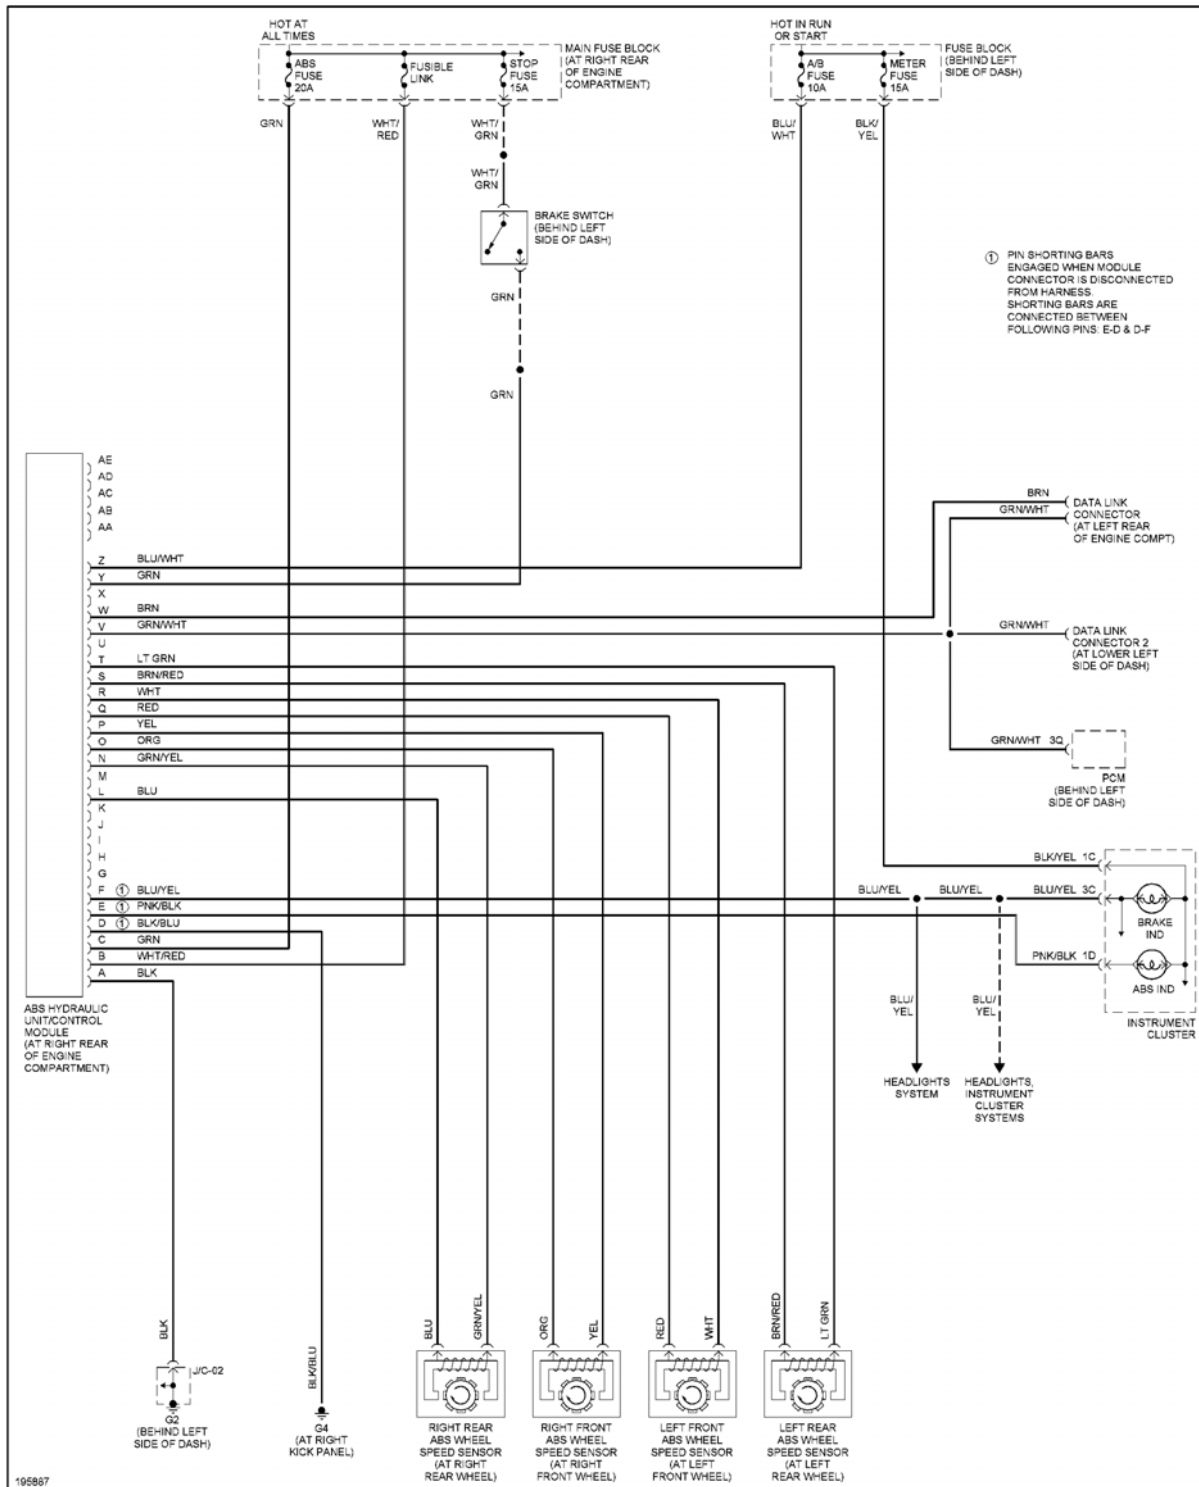 HOT AT
ALL TIMES
ABS
FUSE
20A
FUSIBLE
LINK
STOP
FUSE
15A
MAIN FUSE BLOCK
(AT RIGHT REAR
OF ENGINE
COMPARTMENT)
HOT IN RUN
OR START
A/B
FUSE
10A
METER
FUSE
15A
FUSE BLOCK
(BEHIND LEFT
SIDE OF DASH)
GRN
WHT/
RED
WHT/
GRN
BLU/
WHT
BLK/
YEL
WHT/
GRN
BRAKE SWITCH
(BEHIND LEFT
SIDE OF DASH)
GRN
GRN
1 PIN SHORTING BARS
ENGAGED WHEN MODULE
CONNECTOR IS DISCONNECTED
FROM HARNESS.
SHORTING BARS ARE
CONNECTED BETWEEN
FOLLOWING PINS: E-D & D-F
AE
AD
AC
AB
AA
Z BLU/WHT
Y GRN
X
W BRN
V GRN/WHT
U
T LT GRN
S BRN/RED
R WHT
Q RED
P YEL
O ORG
N GRN/YEL
M
L BLU
K
J
I
H
G
F 1 BLU/YEL
E 1 PNK/BLK
D 1 BLK/BLU
C GRN
B WHT/RED
A BLK
ABS HYDRAULIC
UNIT/CONTROL
MODULE
(AT RIGHT REAR
OF ENGINE
COMPARTMENT)
BRN
GRN/WHT
DATA LINK
CONNECTOR
(AT LEFT REAR
OF ENGINE COMPT)
GRN/WHT
DATA LINK
CONNECTOR 2
(AT LOWER LEFT
SIDE OF DASH)
GRN/WHT 3Q
PCM
(BEHIND LEFT
SIDE OF DASH)
BLK/YEL 1C
BLU/YEL
BLU/YEL
BLU/YEL 3C
BRAKE
IND
PNK/BLK 1D
ABS IND
INSTRUMENT
CLUSTER
BLU/
YEL
BLU/
YEL
HEADLIGHTS
SYSTEM
HEADLIGHTS,
INSTRUMENT
CLUSTER
SYSTEMS
BLK
J/C-02
G2
(BEHIND LEFT
SIDE OF DASH)
BLK/BLU
G4
(AT RIGHT
KICK PANEL)
BLU
GRN/YEL
RIGHT REAR
ABS WHEEL
SPEED SENSOR
(AT RIGHT
REAR WHEEL)
ORG
YEL
RIGHT FRONT
ABS WHEEL
SPEED SENSOR
(AT RIGHT
FRONT WHEEL)
RED
WHT
LEFT FRONT
ABS WHEEL
SPEED SENSOR
(AT LEFT
FRONT WHEEL)
BRN/RED
LT GRN
LEFT REAR
ABS WHEEL
SPEED SENSOR
(AT LEFT
REAR WHEEL)
195887